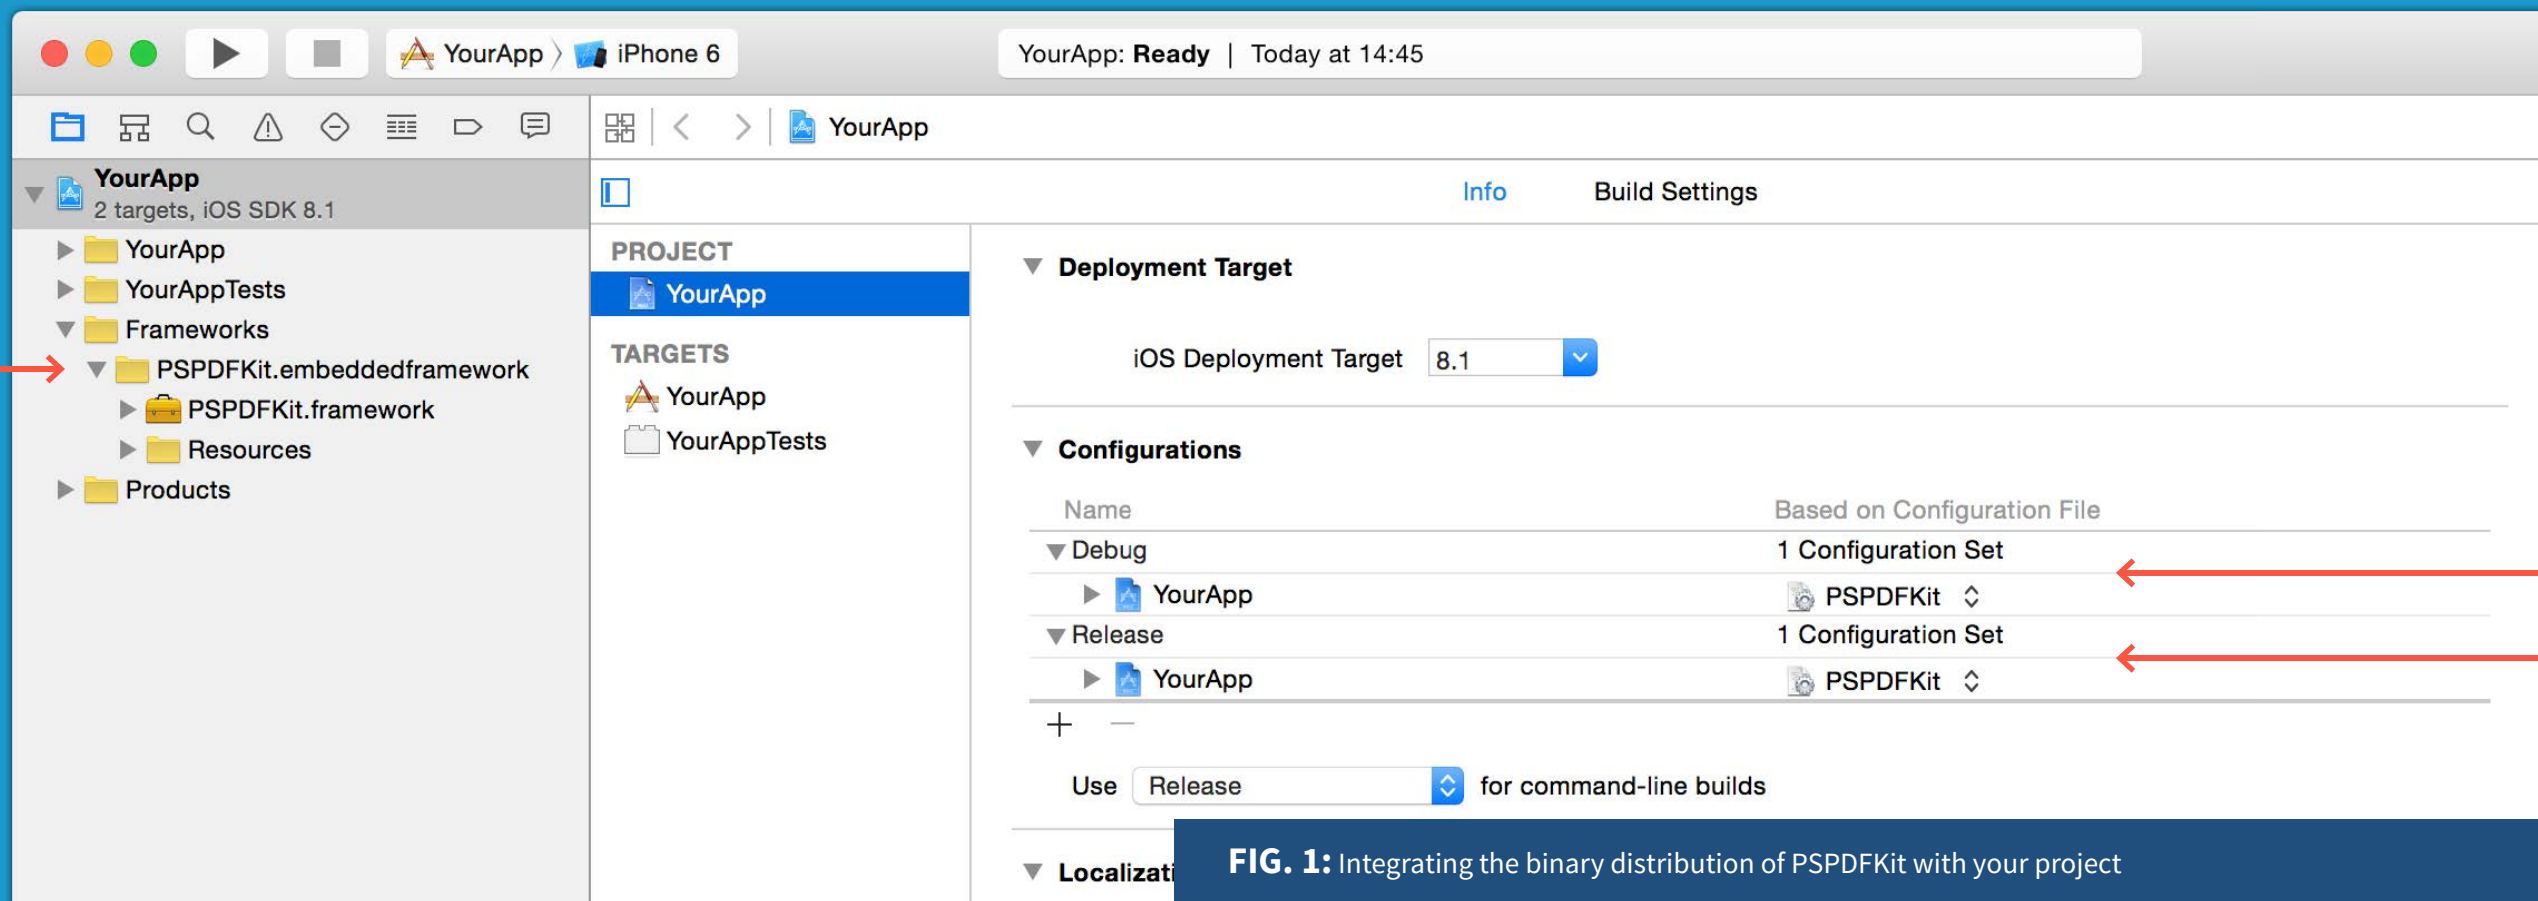 YourApp
iPhone 6
YourApp: Ready | Today at 14:45
YourApp
YourApp
2 targets, iOS SDK 8.1
YourApp
YourAppTests
Frameworks
PSPDFKit.embeddedframework
PSPDFKit.framework
Resources
Products
Info
Build Settings
PROJECT
YourApp
TARGETS
YourApp
YourAppTests
Deployment Target
iOS Deployment Target 8.1
Configurations
Name
Based on Configuration File
Debug
1 Configuration Set
YourApp
PSPDFKit
Release
1 Configuration Set
YourApp
PSPDFKit
Use Release for command-line builds
Localizati
FIG. 1: Integrating the binary distribution of PSPDFKit with your project